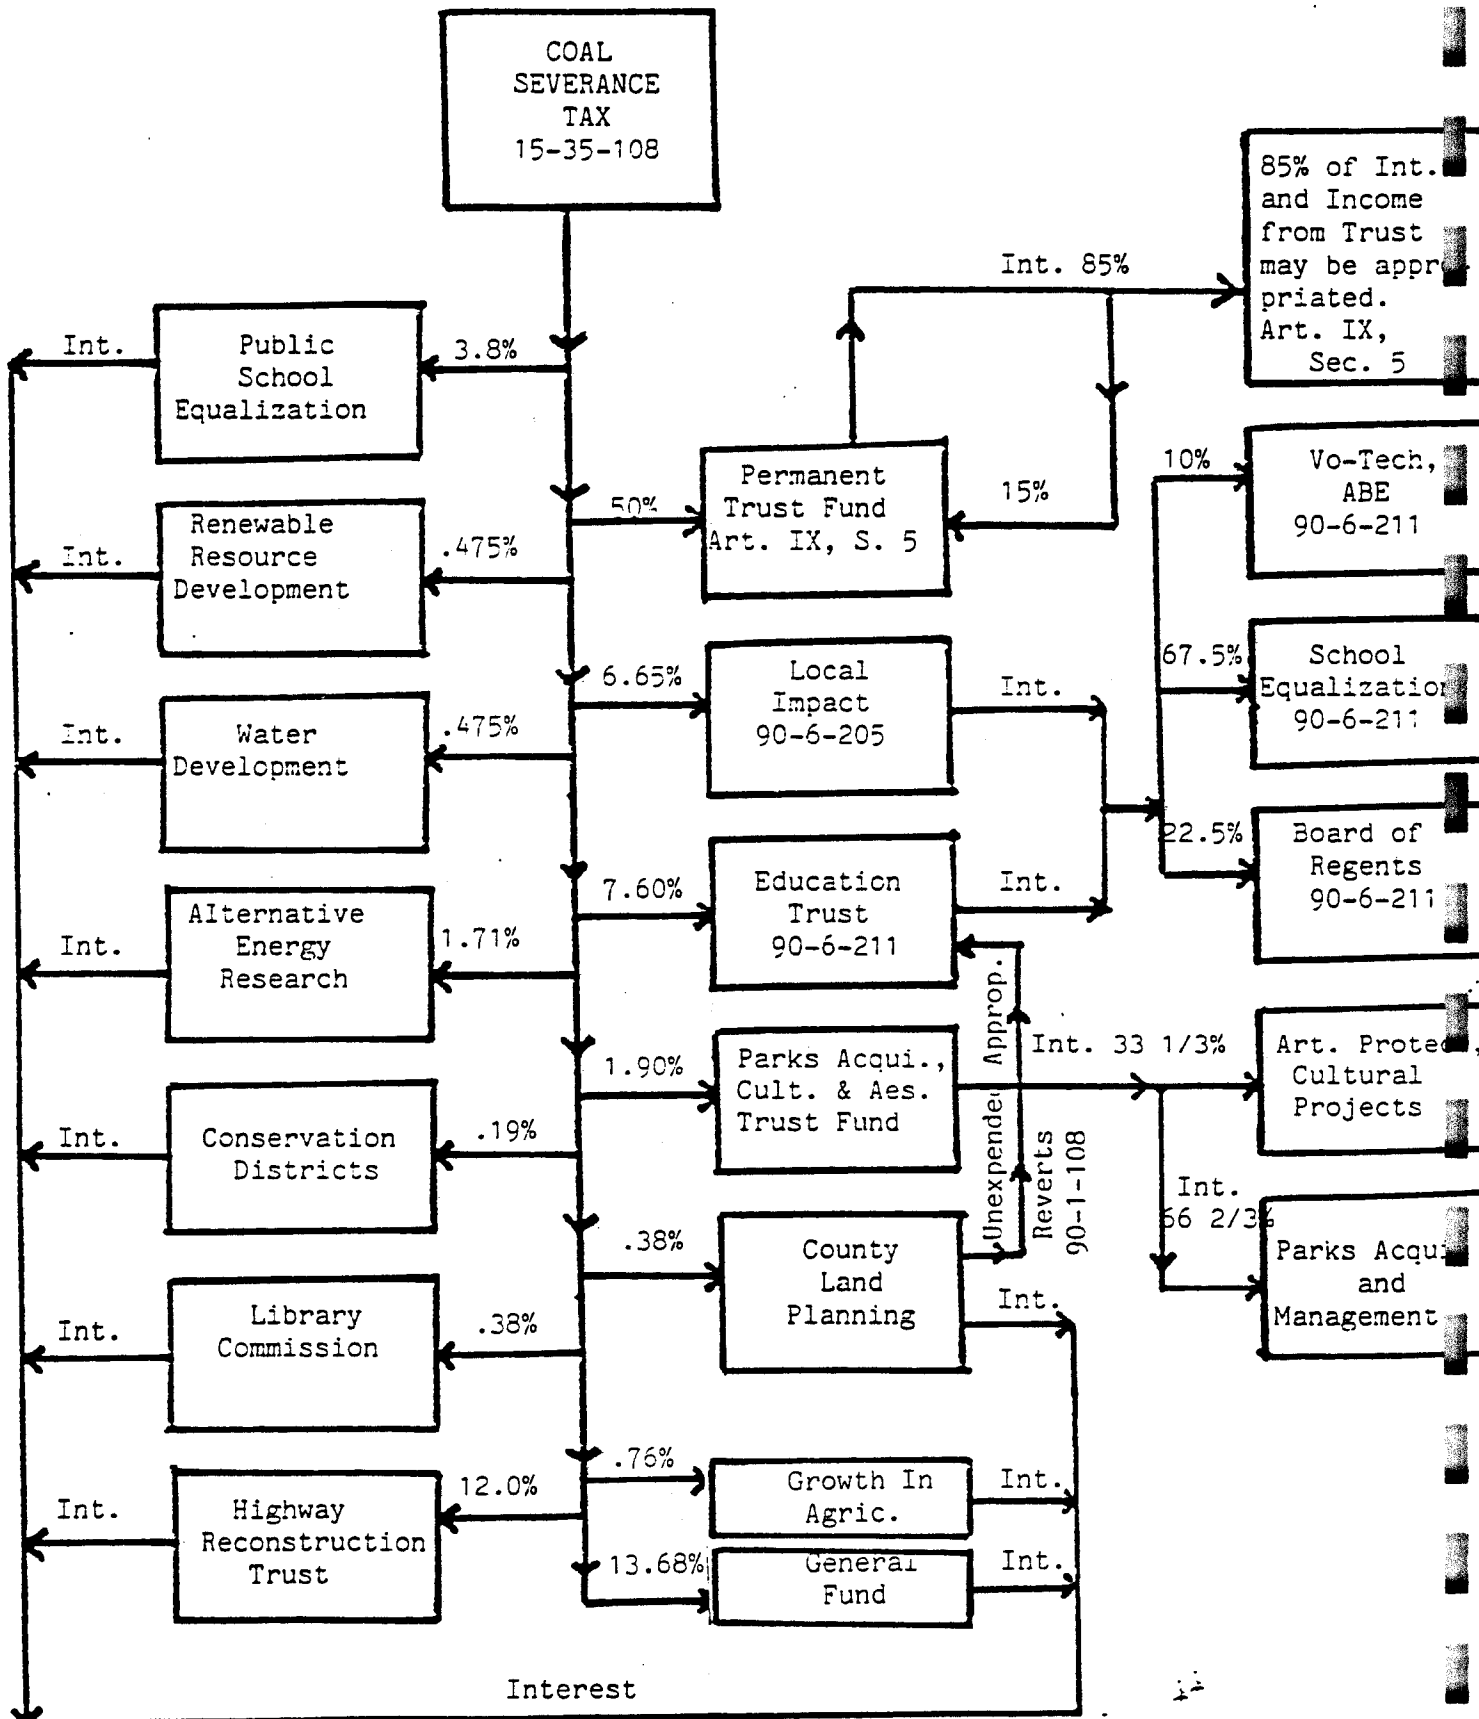 COAL
SEVERANCE
TAX
15-35-108
85% of Int.
and Income
from Trust
may be appro
priated.
Art. IX,
Sec. 5
Int. 85%
Int.
Public
School
Equalization
3.8%
50%
Permanent
Trust Fund
Art. IX, S. 5
15%
10%
Vo-Tech,
ABE
90-6-211
Int.
Renewable
Resource
Development
.475%
6.65%
Local
Impact
90-6-205
Int.
67.5%
School
Equalization
90-6-211
Int.
Water
Development
.475%
22.5%
Board of
Regents
90-6-211
7.60%
Education
Trust
90-6-211
Int.
Int.
Alternative
Energy
Research
1.71%
Unexpended Approp.
Reverts
90-1-108
1.90%
Parks Acqui.,
Cult. & Aes.
Trust Fund
Int. 33 1/3%
Art. Protec.,
Cultural
Projects
Int.
Conservation
Districts
.19%
Int.
66 2/3%
Parks Acqui
and
Management
.38%
County
Land
Planning
Int.
Int.
Library
Commission
.38%
.76%
Growth In
Agric.
Int.
Int.
Highway
Reconstruction
Trust
12.0%
13.68%
General
Fund
Int.
Interest